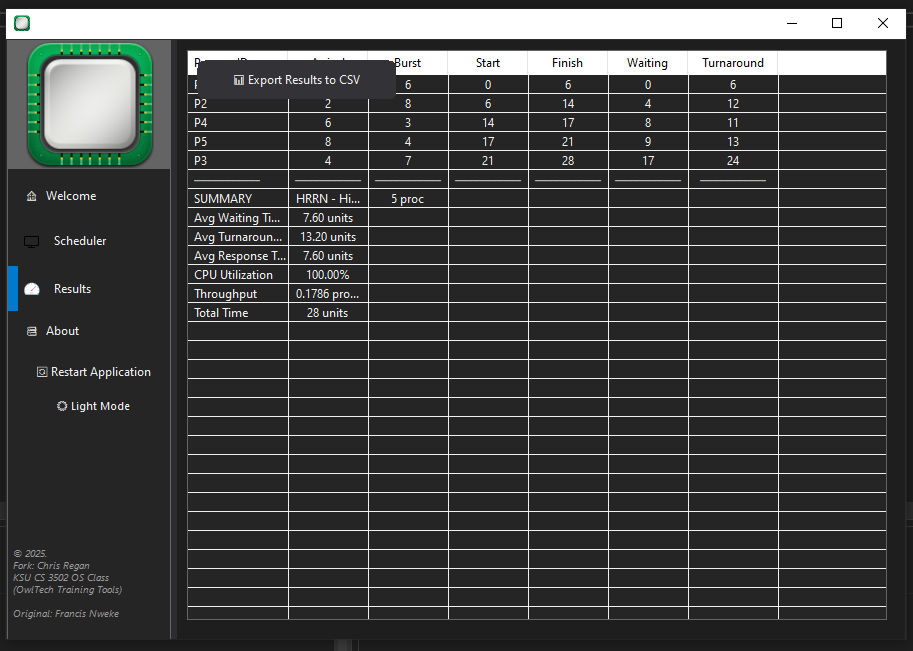 Welcome
Scheduler
Results
About
Restart Application
Light Mode
© 2025.
Fork: Chris Regan
KSU CS 3502 OS Class
(OwlTech Training Tools)
Original: Francis Nweke
Export Results to CSV
Burst Start Finish Waiting Turnaround
6 0 6 0 6
P2 2 8 6 14 4 12
P4 6 3 14 17 8 11
P5 8 4 17 21 9 13
P3 4 7 21 28 17 24
SUMMARY HRRN - Hi... 5 proc
Avg Waiting Ti... 7.60 units
Avg Turnaroun... 13.20 units
Avg Response T... 7.60 units
CPU Utilization 100.00%
Throughput 0.1786 pro...
Total Time 28 units